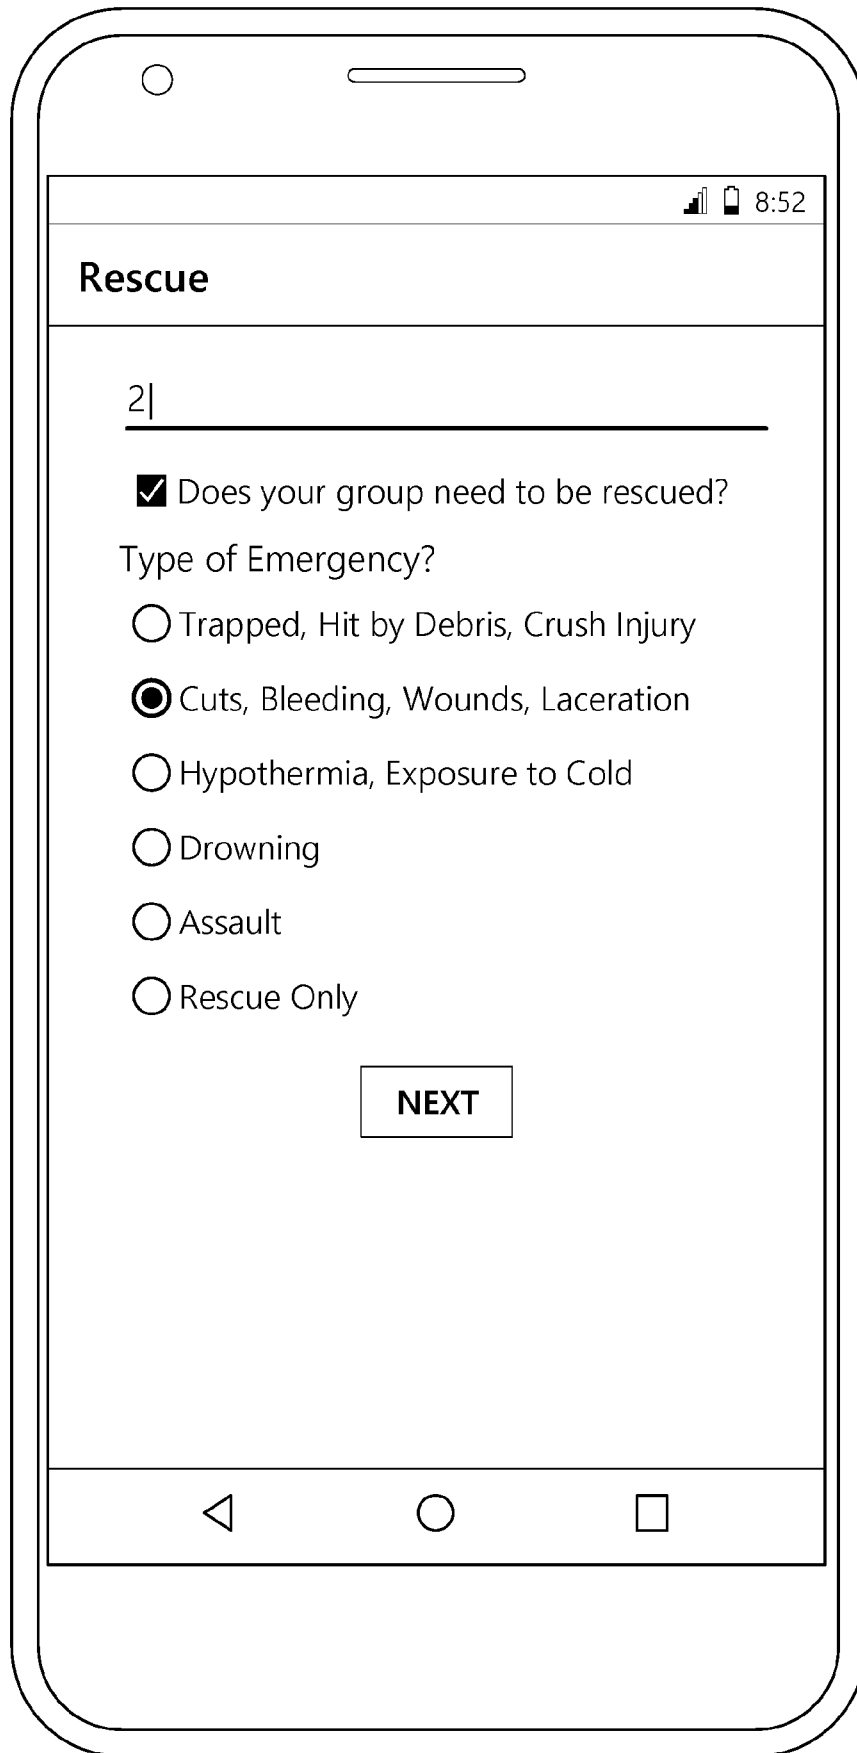 8:52
Rescue
2
Does your group need to be rescued?
Type of Emergency?
Trapped, Hit by Debris, Crush Injury
Cuts, Bleeding, Wounds, Laceration
Hypothermia, Exposure to Cold
Drowning
Assault
Rescue Only
NEXT